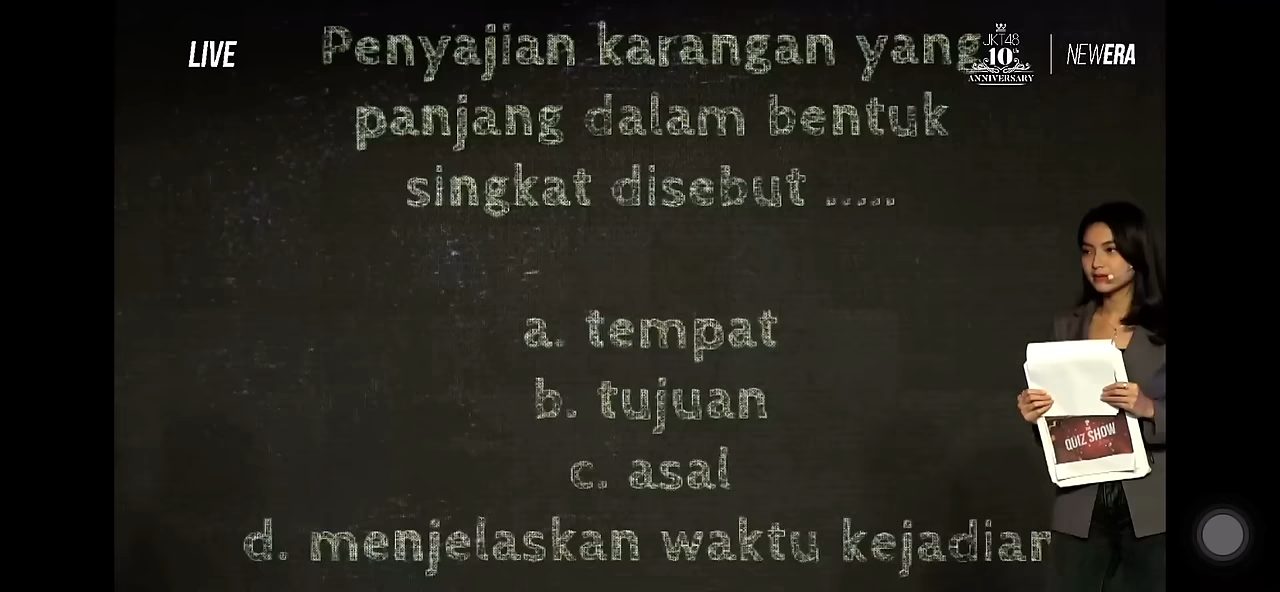 LIVE
Penyajian karangan yang
panjang dalam bentuk
singkat disebut .....
a. tempat
b. tujuan
c. asal
d. menjelaskan waktu kejadian
JKT48
10th
ANNIVERSARY
NEWERA
QUIZ SHOW